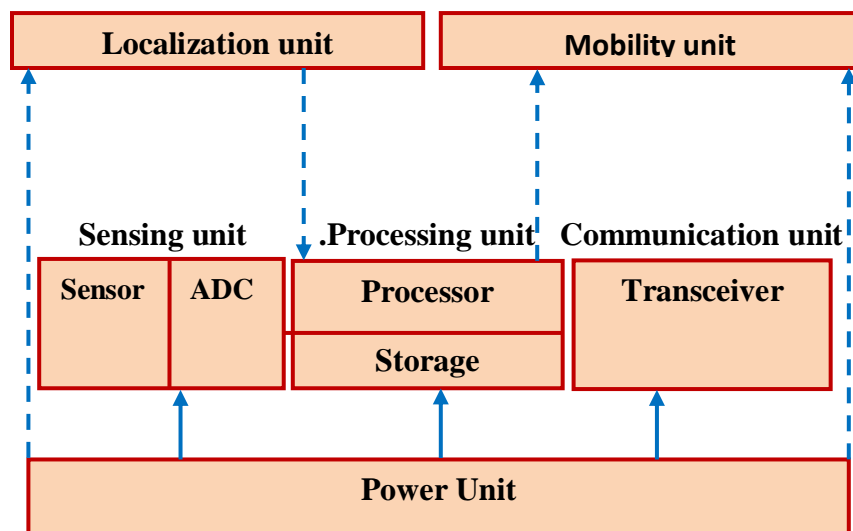 Localization unit
Mobility unit
Sensing unit
.Processing unit
Communication unit
Sensor
ADC
Processor
Transceiver
Storage
Power Unit